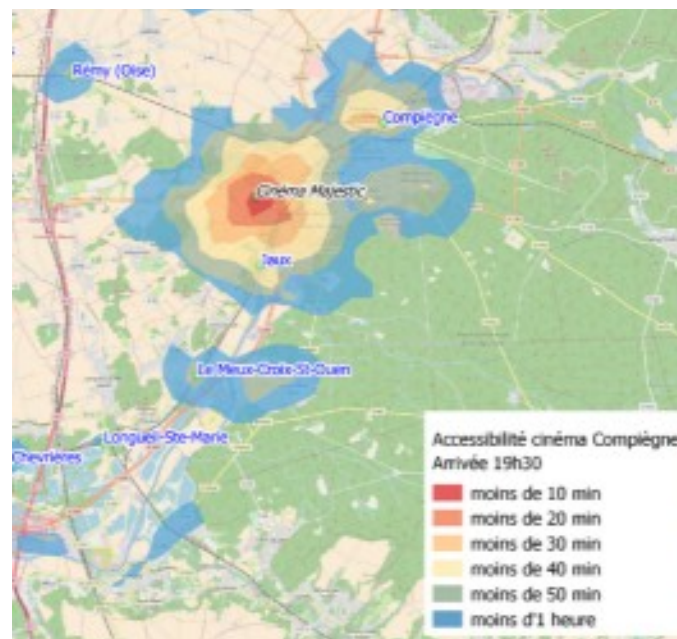 Rémy (Oise)
Compiègne
Cinéma Majestic
Jaux
Le Meux-Croix-St-Ouen
Longueil-Ste-Marie
Chevrières
Accessibilité cinéma Compiègne
Arrivée 19h30
moins de 10 min
moins de 20 min
moins de 30 min
moins de 40 min
moins de 50 min
moins d'1 heure